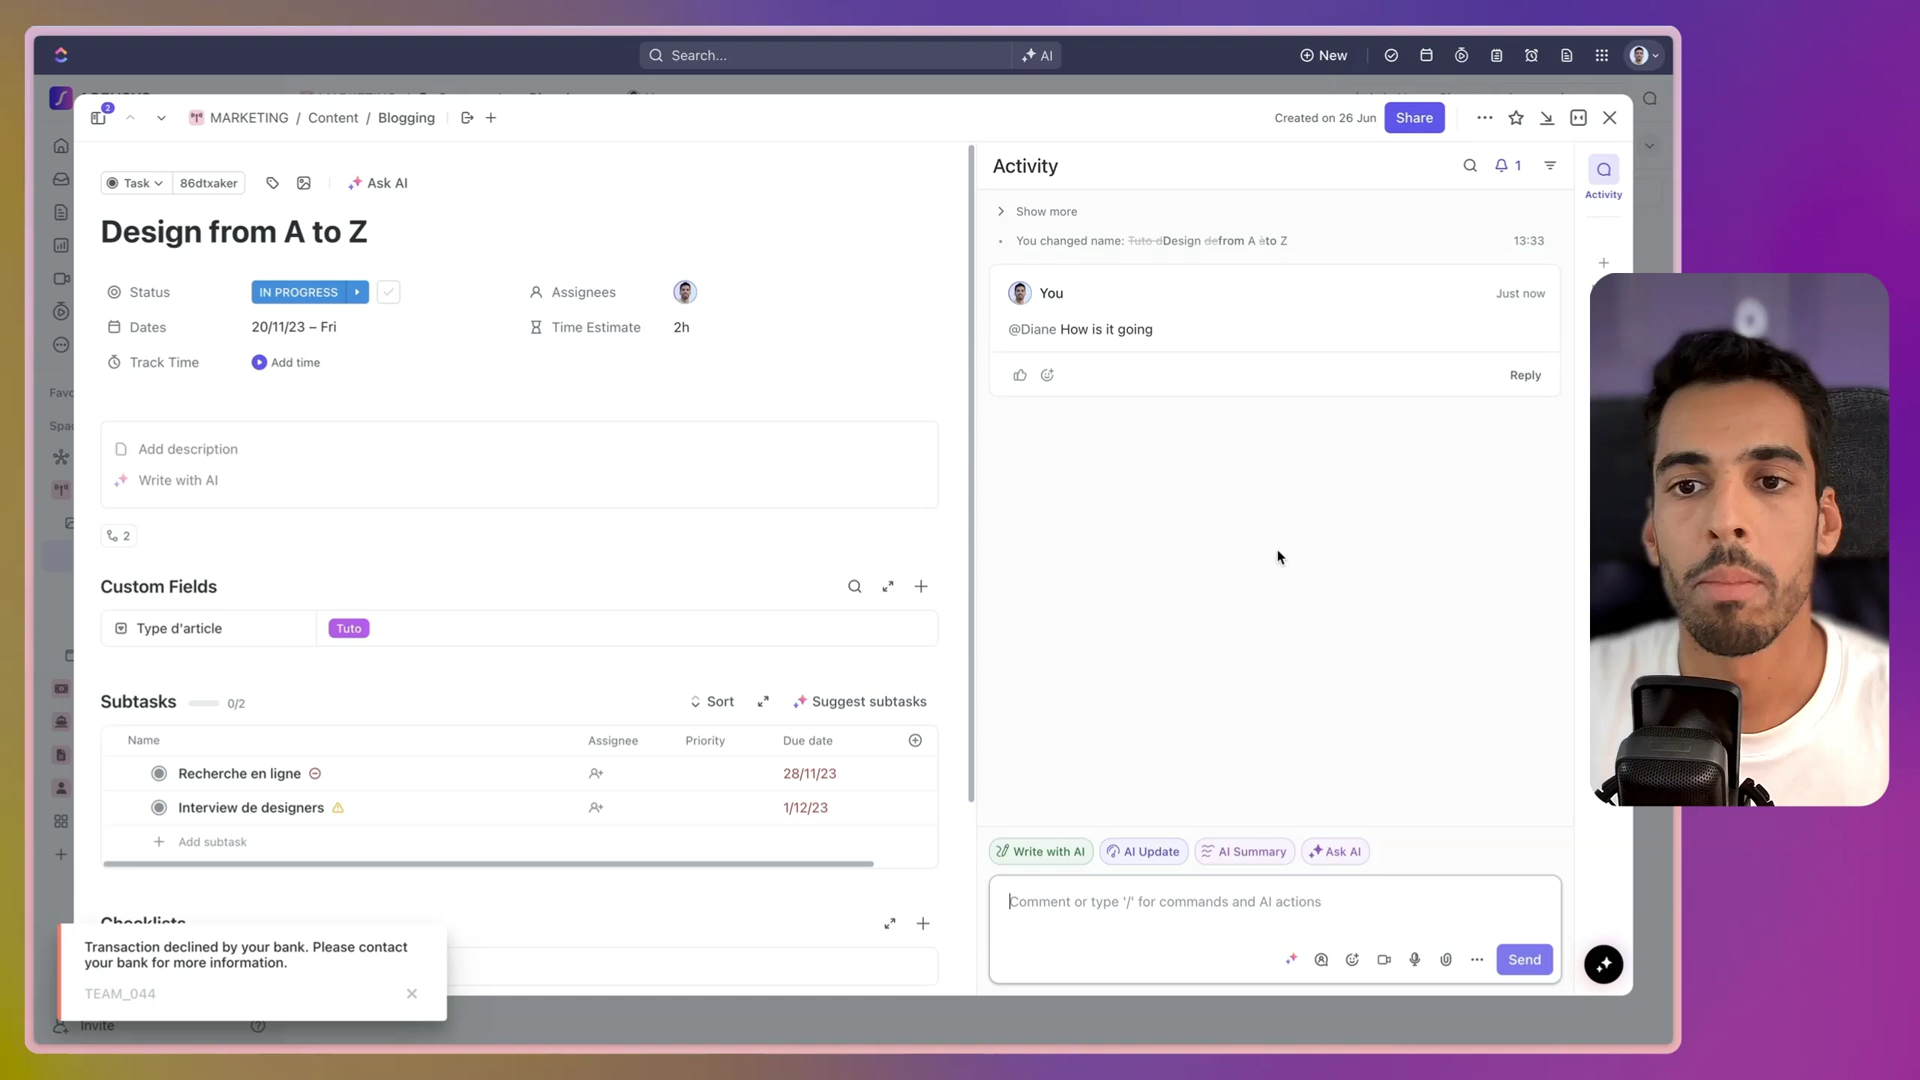 Search...
AI
New
2
MARKETING / Content / Blogging
Created on 26 Jun
Share
Task
86dtxaker
Ask AI
Design from A to Z
Status
IN PROGRESS
Assignees
Dates
20/11/23 – Fri
Time Estimate
2h
Track Time
Add time
Add description
Write with AI
2
Custom Fields
Type d'article
Tuto
Subtasks
0/2
Sort
Suggest subtasks
Name
Assignee
Priority
Due date
Recherche en ligne
28/11/23
Interview de designers
1/12/23
Add subtask
Checklists
Transaction declined by your bank. Please contact
your bank for more information.
TEAM_044
Invite
Favo
Spac
Activity
1
Show more
You changed name: Tuto dDesign defrom A àto Z
13:33
You
Just now
@Diane How is it going
Reply
Write with AI
AI Update
AI Summary
Ask AI
Comment or type '/' for commands and AI actions
Send
Activity